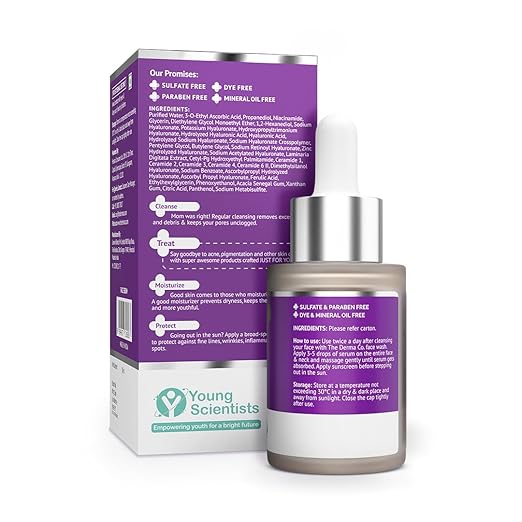 Our Promises:
SULFATE FREE
DYE FREE
PARABEN FREE
MINERAL OIL FREE
INGREDIENTS:
Purified Water, 3-O-Ethyl Ascorbic Acid, Propanediol, Niacinamide,
Glycerin, Diethylene Glycol Monoethyl Ether, 1,2-Hexanediol, Sodium
Hyaluronate, Potassium Hyaluronate, Hydroxypropyltrimonium
Hyaluronate, Hydrolyzed Hyaluronic Acid, Hyaluronic Acid,
Hydrolyzed Sodium Hyaluronate, Sodium Hyaluronate Crosspolymer,
Pentylene Glycol, Butylene Glycol, Sodium Retinoyl Hyaluronate, Zinc
Hydrolyzed Hyaluronate, Sodium Acetylated Hyaluronate, Laminaria
Digitata Extract, Cetyl-Pg Hydroxyethyl Palmitamide, Ceramide 1,
Ceramide 2, Ceramide 3, Ceramide 4, Ceramide 6 II, Dimethylsilanol
Hyaluronate, Sodium Benzoate, Ascorbylpropyl Hydrolyzed
Hyaluronate, Ascorbyl Propyl Hyaluronate, Ferulic Acid,
Ethylhexylglycerin, Phenoxyethanol, Acacia Senegal Gum, Xantham
Gum, Citric Acid, Panthenol, Sodium Metabisulfite.
Cleanse
Mom was right! Regular cleansing removes exces
and debris & keeps your pores unclogged.
Treat
Say goodbye to acne, pigmentation and other skin
with super awesome products crafted JUST FOR YO
Moisturize
Good skin comes to those who moistur
A good moisturizer prevents dryness, keeps the
and more youthful.
Protect
Going out in the sun? Apply a broad-sp
to protect against fine lines, wrinkles, inflam
spots.
Young
Scientists
Empowering youth for a bright future
SULFATE & PARABEN FREE
DYE & MINERAL OIL FREE
INGREDIENTS: Please refer carton.
How to use: Use twice a day after cleansing
your face with The Derma Co. face wash.
Apply 3-5 drops of serum on the entire face
& neck and massage gently until serum gets
absorbed. Apply sunscreen before stepping
out in the sun.
Storage: Store at a temperature not
exceeding 30°C in a dry & dark place and
away from sunlight. Close the cap tightly
after use.